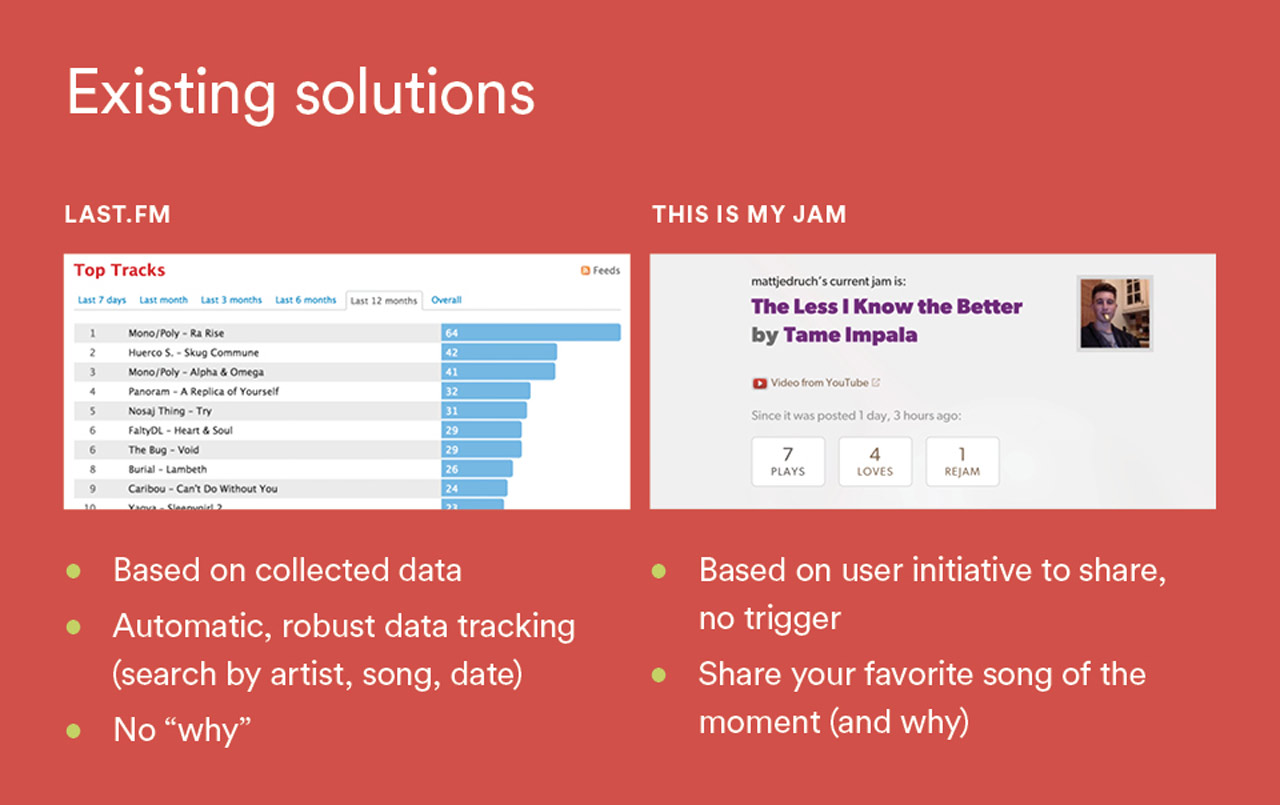 Existing solutions
LAST.FM
Top Tracks
Feeds
Last 7 days Last month Last 3 months Last 6 months Last 12 months Overall
1 Mono/Poly – Ra Rise 64
2 Huerco S. – Skug Commune 42
3 Mono/Poly – Alpha & Omega 41
4 Panoram – A Replica of Yourself 32
5 Nosaj Thing – Try 31
6 FaltyDL – Heart & Soul 29
6 The Bug – Void 29
8 Burial – Lambeth 26
9 Caribou – Can't Do Without You 24
10 23
• Based on collected data
• Automatic, robust data tracking
(search by artist, song, date)
• No “why”
THIS IS MY JAM
mattjedruch's current jam is:
The Less I Know the Better
by Tame Impala
Video from YouTube
Since it was posted 1 day, 3 hours ago:
7 4 1
PLAYS LOVES REJAM
• Based on user initiative to share,
no trigger
• Share your favorite song of the
moment (and why)